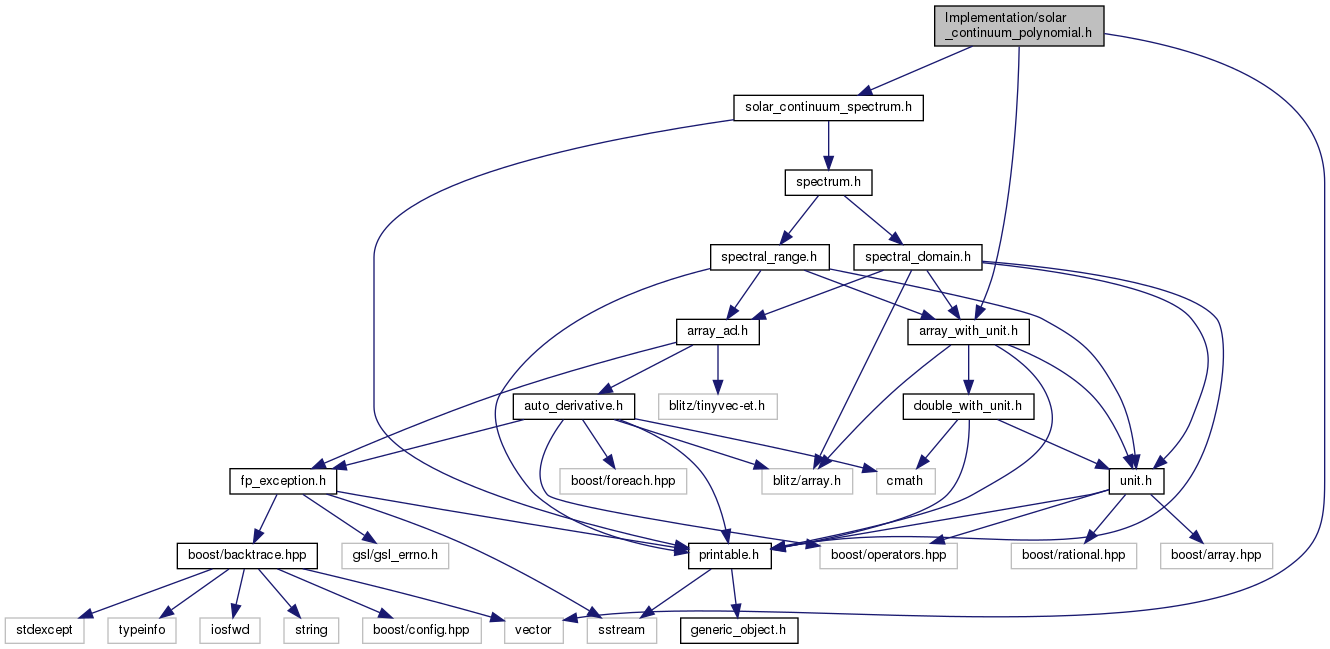 Implementation/solar
_continuum_polynomial.h
solar_continuum_spectrum.h
spectrum.h
spectral_range.h
spectral_domain.h
array_ad.h
array_with_unit.h
auto_derivative.h
blitz/tinyvec-et.h
double_with_unit.h
fp_exception.h
boost/foreach.hpp
blitz/array.h
cmath
unit.h
boost/backtrace.hpp
gsl/gsl_errno.h
printable.h
boost/operators.hpp
boost/rational.hpp
boost/array.hpp
stdexcept
typeinfo
iosfwd
string
boost/config.hpp
vector
sstream
generic_object.h